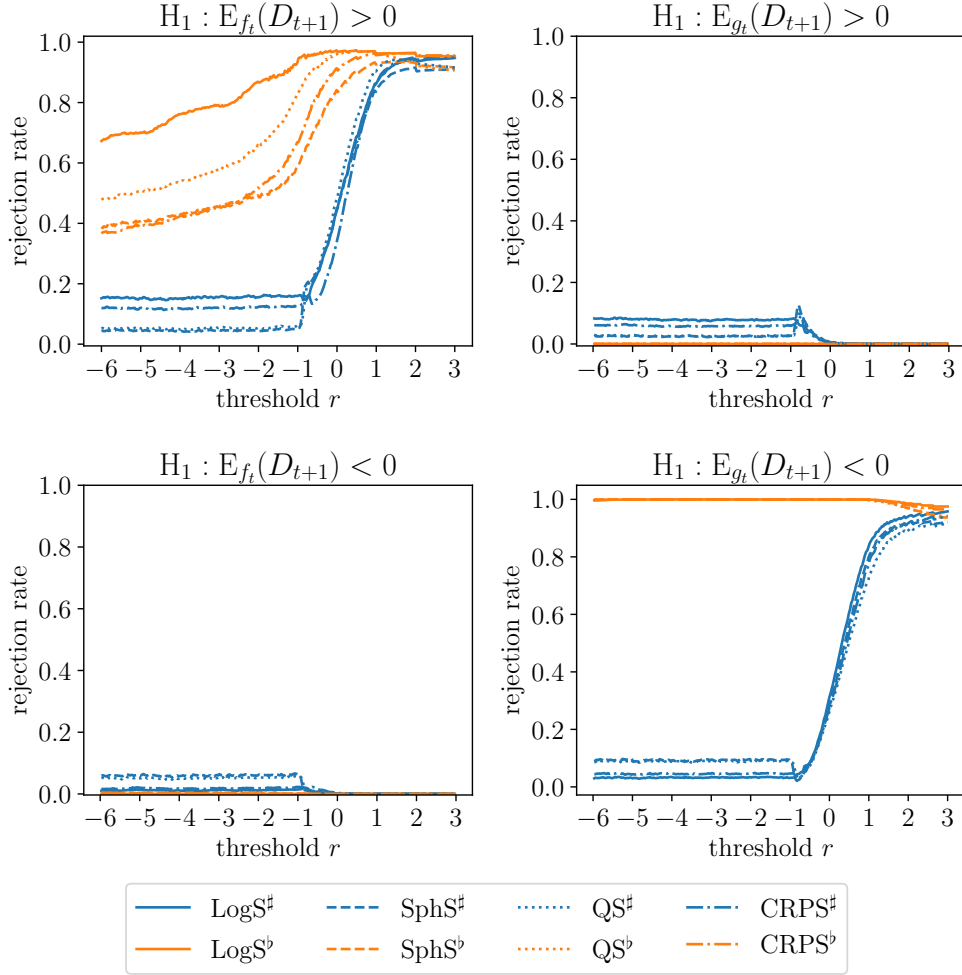 H₁ : E_{f_t}(D_{t+1}) > 0
H₁ : E_{g_t}(D_{t+1}) > 0
rejection rate
1.0
0.8
0.6
0.4
0.2
0.0
−6 −5 −4 −3 −2 −1 0 1 2 3
threshold r
rejection rate
1.0
0.8
0.6
0.4
0.2
0.0
−6 −5 −4 −3 −2 −1 0 1 2 3
threshold r
H₁ : E_{f_t}(D_{t+1}) < 0
H₁ : E_{g_t}(D_{t+1}) < 0
rejection rate
1.0
0.8
0.6
0.4
0.2
0.0
−6 −5 −4 −3 −2 −1 0 1 2 3
threshold r
rejection rate
1.0
0.8
0.6
0.4
0.2
0.0
−6 −5 −4 −3 −2 −1 0 1 2 3
threshold r
LogS♯ SphS♯ QS♯ CRPS♯
LogS♭ SphS♭ QS♭ CRPS♭